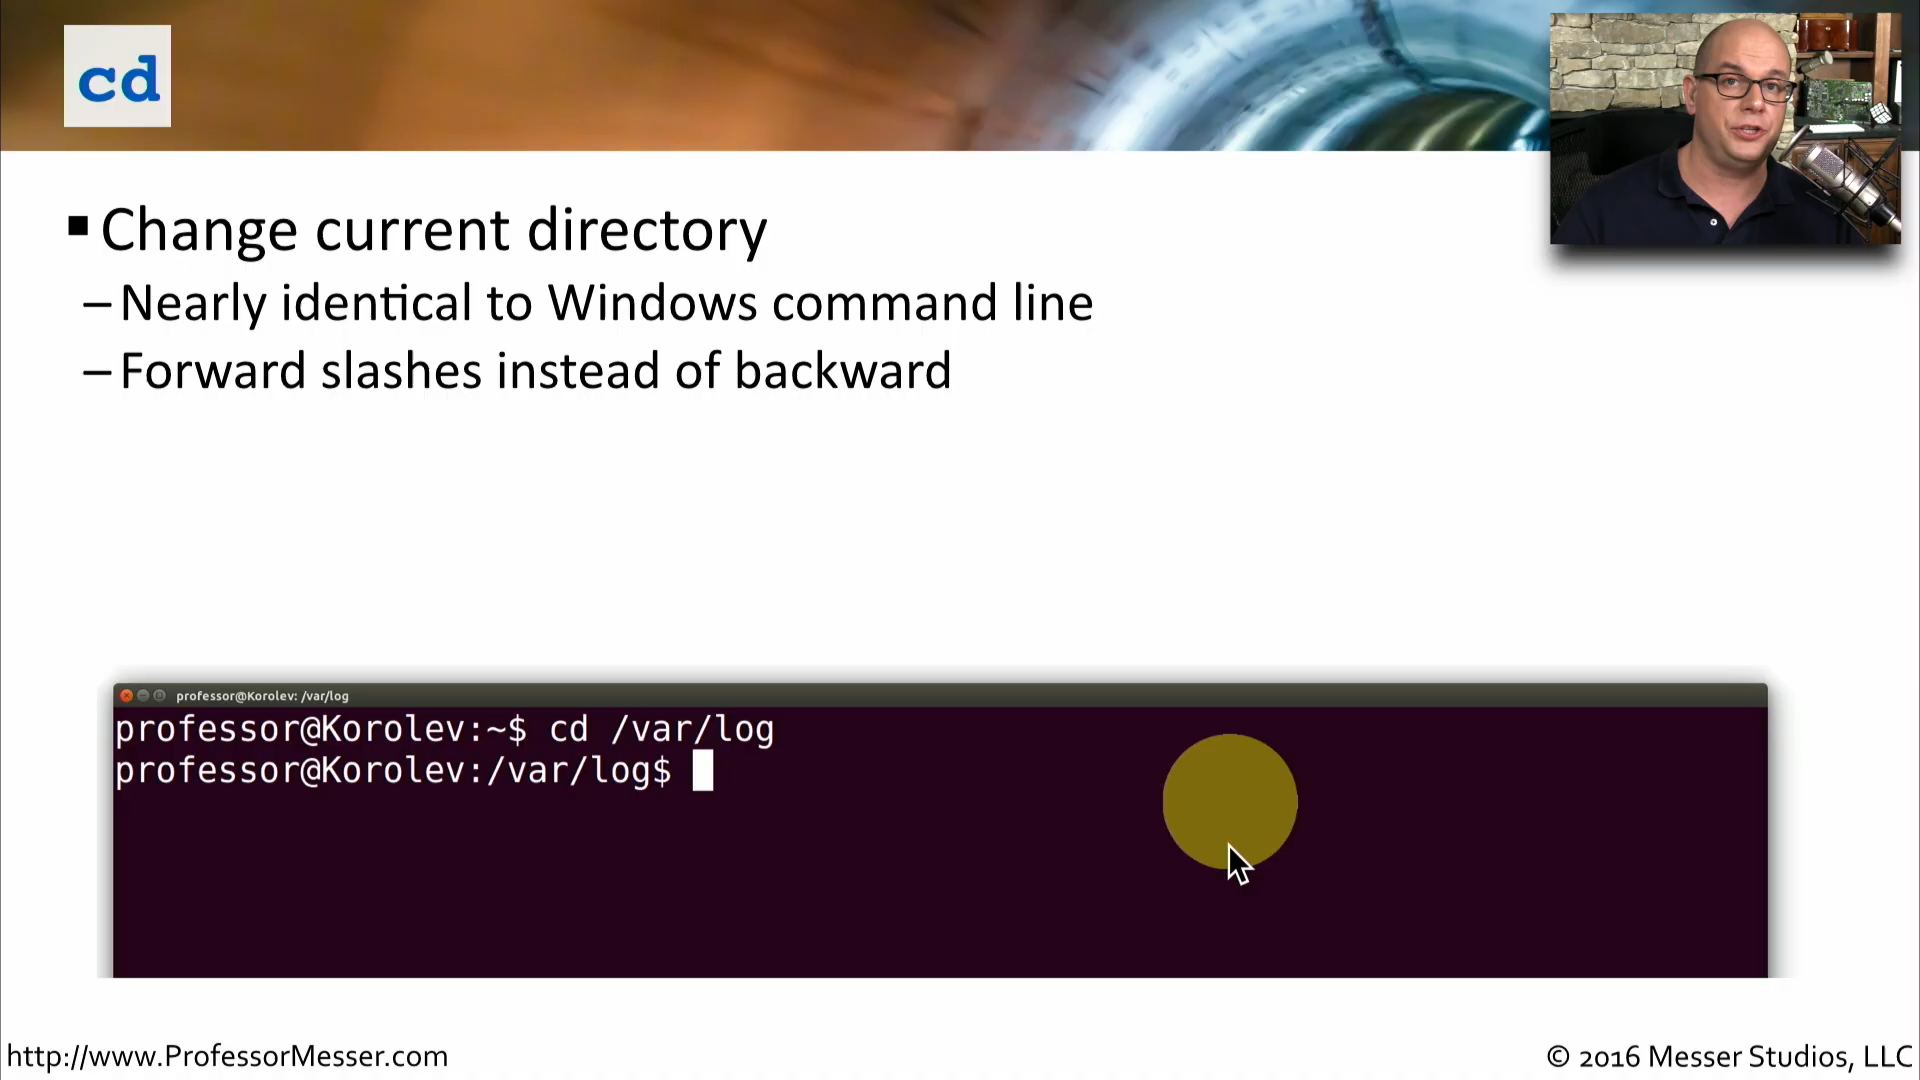 cd
▪ Change current directory
– Nearly identical to Windows command line
– Forward slashes instead of backward
professor@Korolev: /var/log
professor@Korolev:~$ cd /var/log
professor@Korolev:/var/log$
http://www.ProfessorMesser.com
© 2016 Messer Studios, LLC